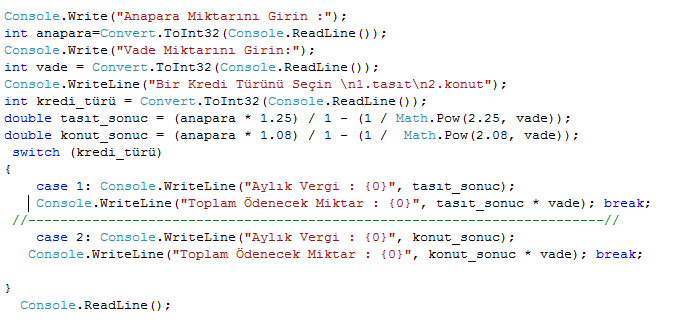 Console.Write("Anapara Miktarını Girin :");
int anapara=Convert.ToInt32(Console.ReadLine());
Console.Write("Vade Miktarını Girin:");
int vade = Convert.ToInt32(Console.ReadLine());
Console.WriteLine("Bir Kredi Türünü Seçin \n1.tasıt\n2.konut");
int kredi_türü = Convert.ToInt32(Console.ReadLine());
double tasıt_sonuc = (anapara * 1.25) / 1 - (1 / Math.Pow(2.25, vade));
double konut_sonuc = (anapara * 1.08) / 1 - (1 /  Math.Pow(2.08, vade));
switch (kredi_türü)
{
case 1: Console.WriteLine("Aylık Vergi : {0}", tasıt_sonuc);
Console.WriteLine("Toplam Ödenecek Miktar : {0}", tasıt_sonuc * vade); break;
//------------------------------------------------------------------------//
case 2: Console.WriteLine("Aylık Vergi : {0}", konut_sonuc);
Console.WriteLine("Toplam Ödenecek Miktar : {0}", konut_sonuc * vade); break;
}
Console.ReadLine();